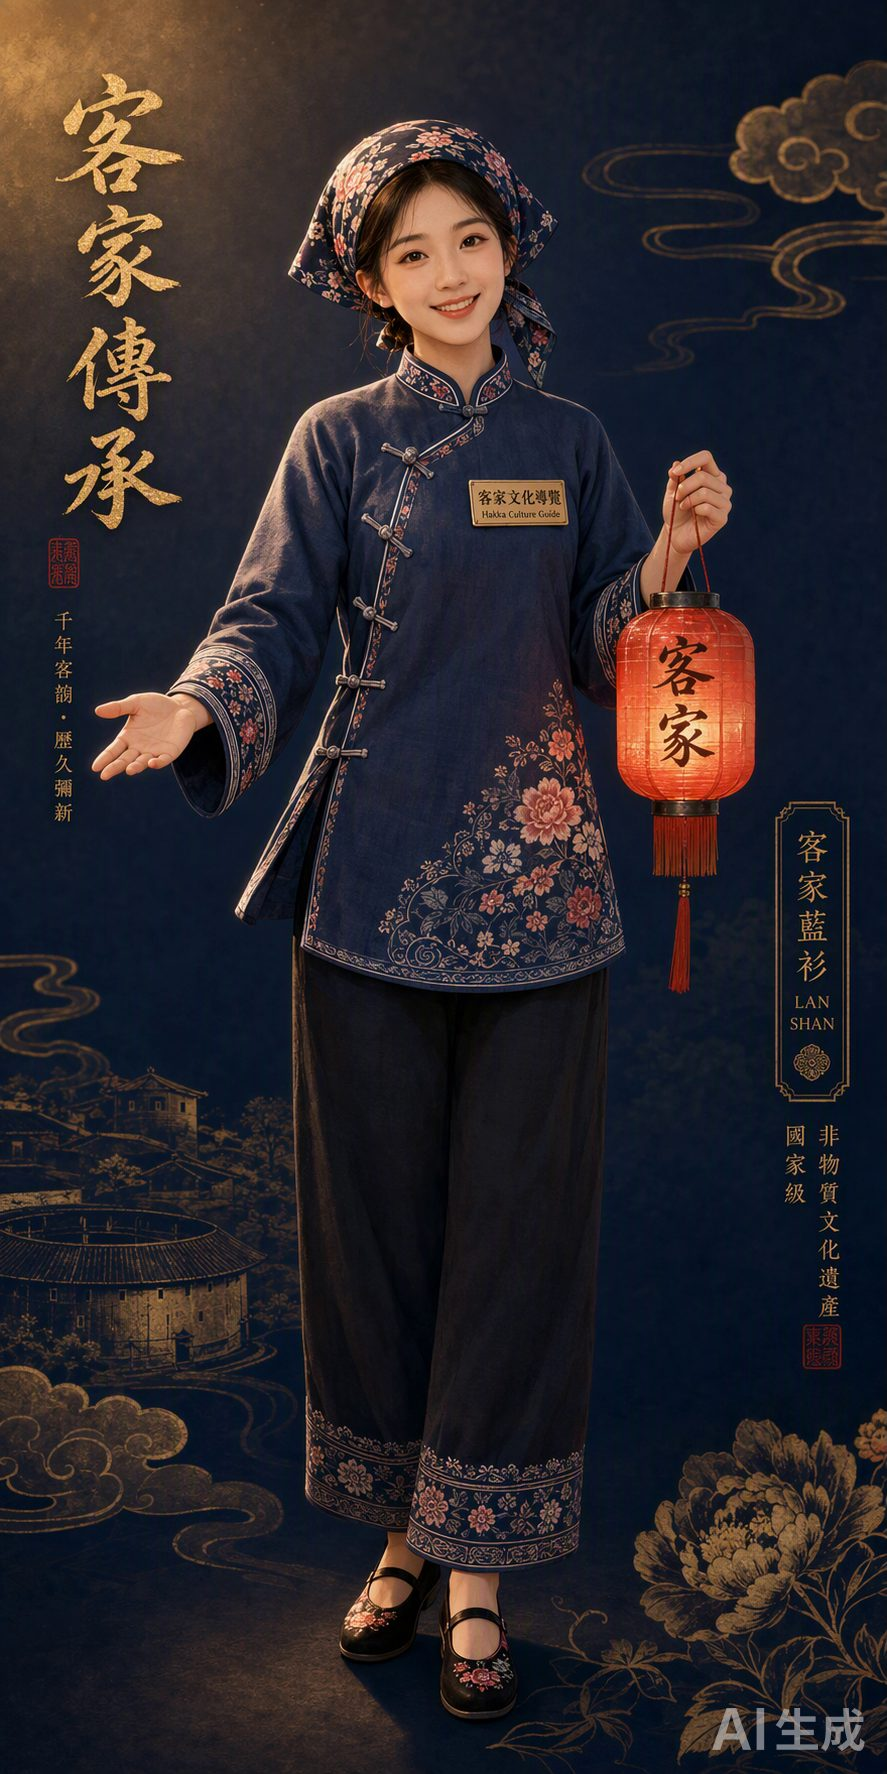 客家傳承
千年客韻·歷久彌新
客家文化導覽
Hakka Culture Guide
客家
客家藍衫
LAN
SHAN
非物質文化遺產
國家級
AI生成